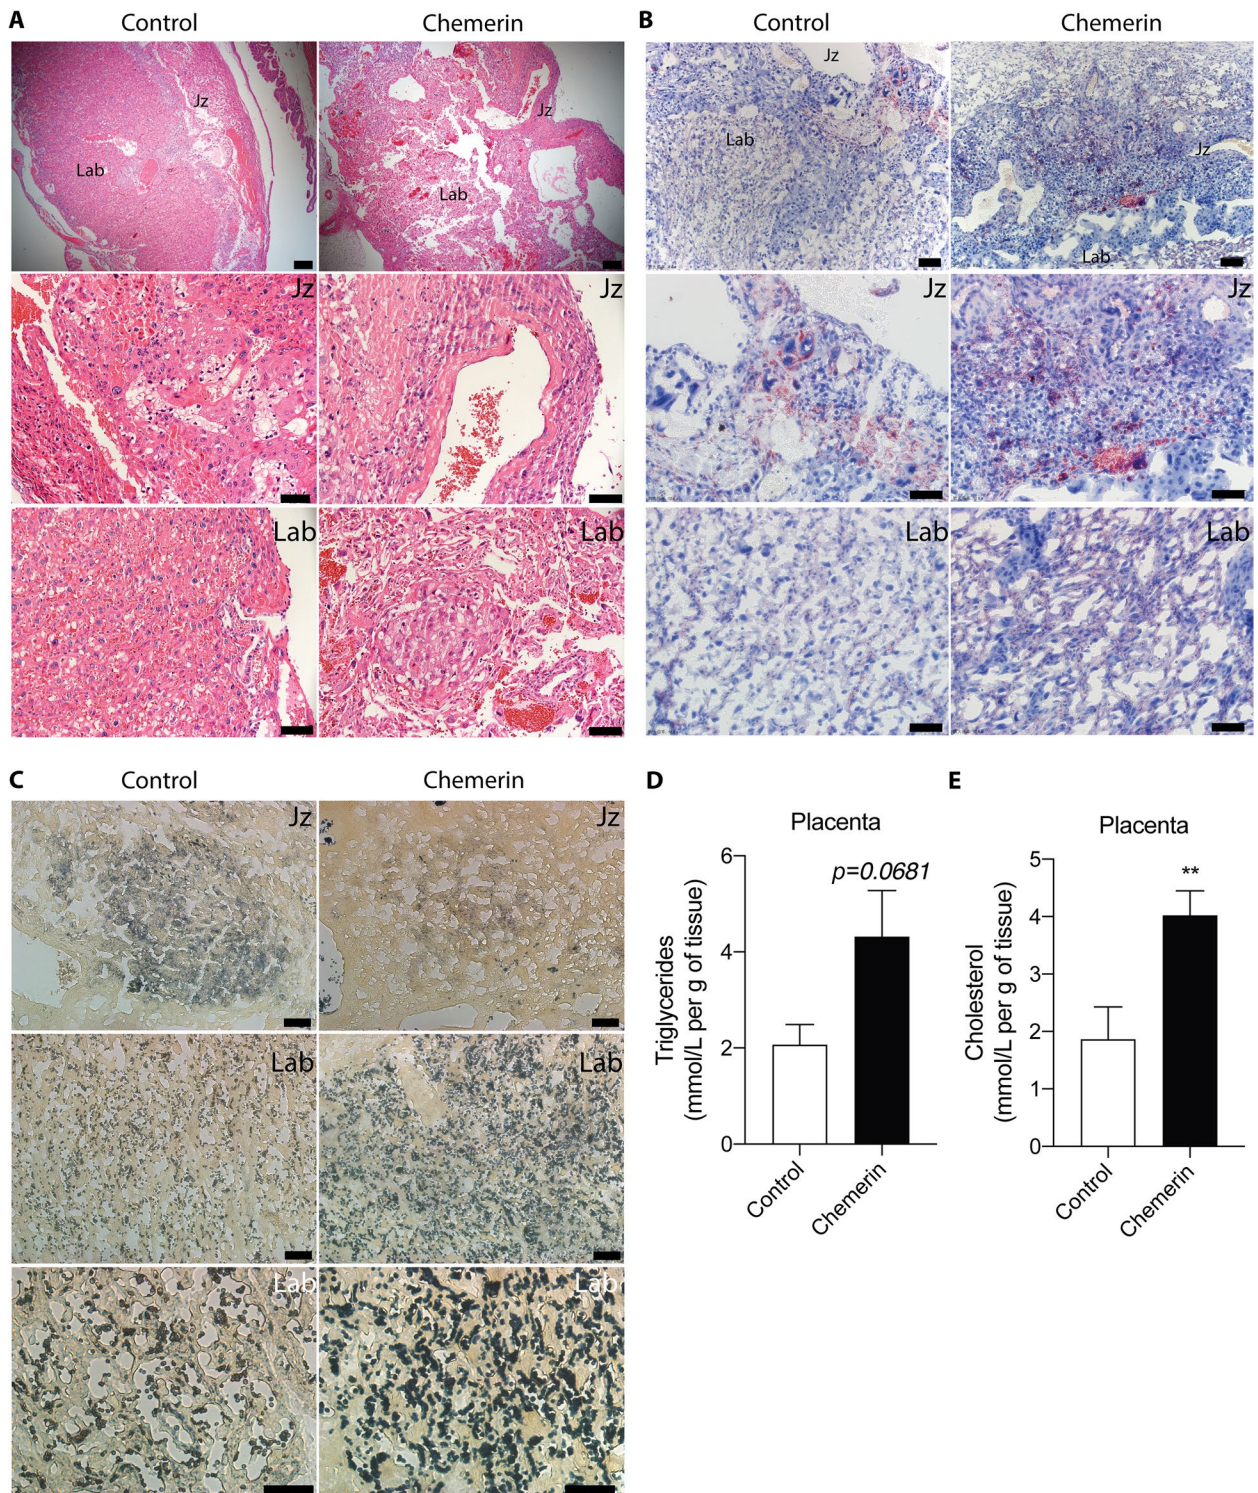 A
Control
Chemerin
B
Control
Chemerin
Jz
Lab
Jz
Lab
Jz
Lab
Jz
Lab
Jz
Jz
Jz
Jz
Lab
Lab
Lab
Lab
C
Control
Chemerin
Jz
Jz
Lab
Lab
Lab
Lab
D
Placenta
Triglycerides
(mmol/L per g of tissue)
6
4
2
0
p=0.0681
Control
Chemerin
E
Placenta
Cholesterol
(mmol/L per g of tissue)
5
4
3
2
1
0
**
Control
Chemerin